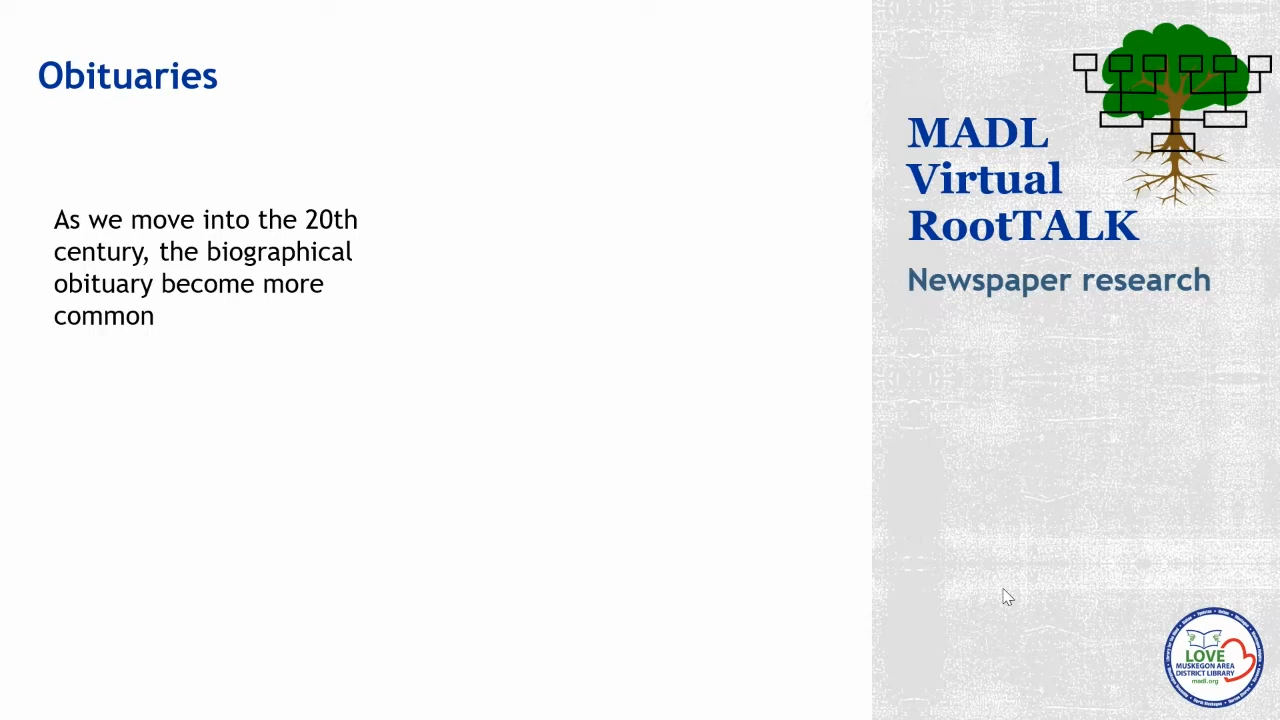 Obituaries
As we move into the 20th
century, the biographical
obituary become more
common
MADL
Virtual
RootTALK
Newspaper research
LOVE
MUSKEGON AREA
DISTRICT LIBRARY
madl.org